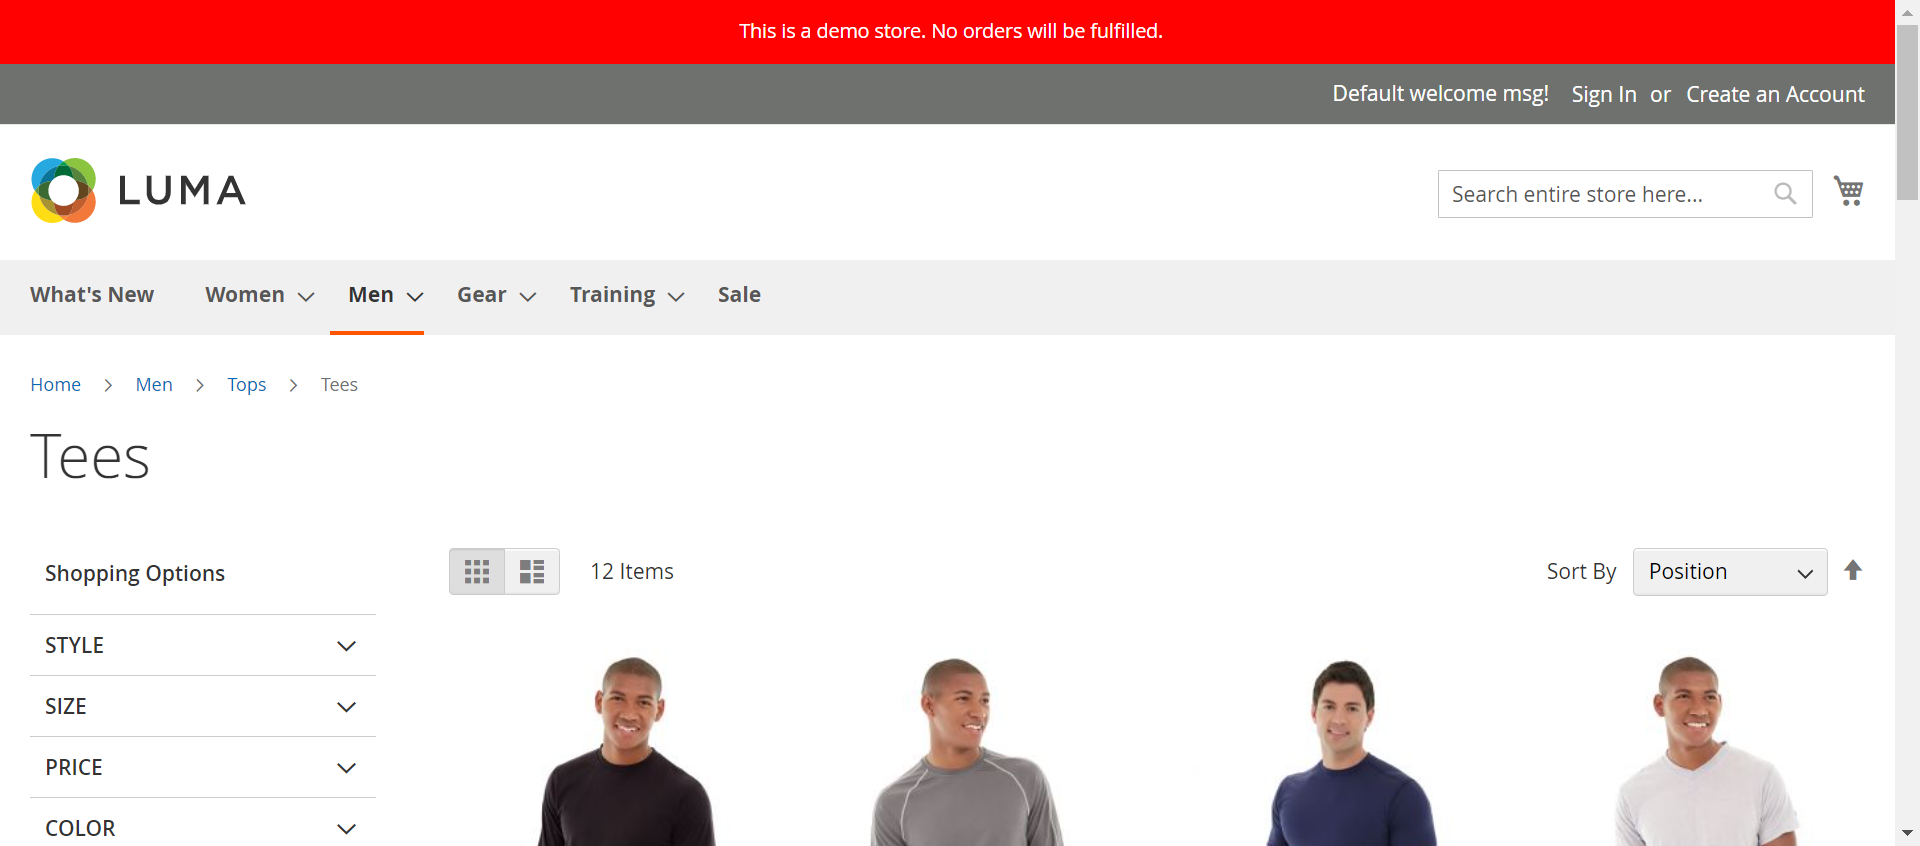 This is a demo store. No orders will be fulfilled.
Default welcome msg! Sign In or Create an Account
LUMA
Search entire store here...
What's New Women Men Gear Training Sale
Home > Men > Tops > Tees
Tees
Shopping Options
12 Items
Sort By Position
STYLE
SIZE
PRICE
COLOR